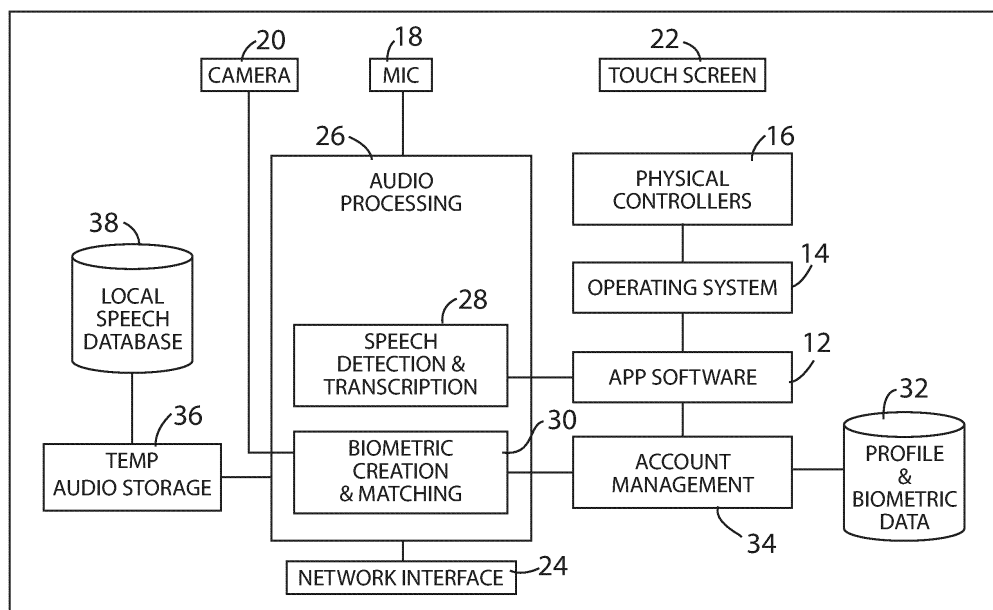 20
18
22
CAMERA
MIC
TOUCH SCREEN
26
AUDIO
PROCESSING
16
PHYSICAL
CONTROLLERS
38
LOCAL
SPEECH
DATABASE
14
OPERATING SYSTEM
28
SPEECH
DETECTION &
TRANSCRIPTION
12
APP SOFTWARE
36
TEMP
AUDIO STORAGE
30
BIOMETRIC
CREATION
& MATCHING
ACCOUNT
MANAGEMENT
34
32
PROFILE
&
BIOMETRIC
DATA
NETWORK INTERFACE
24